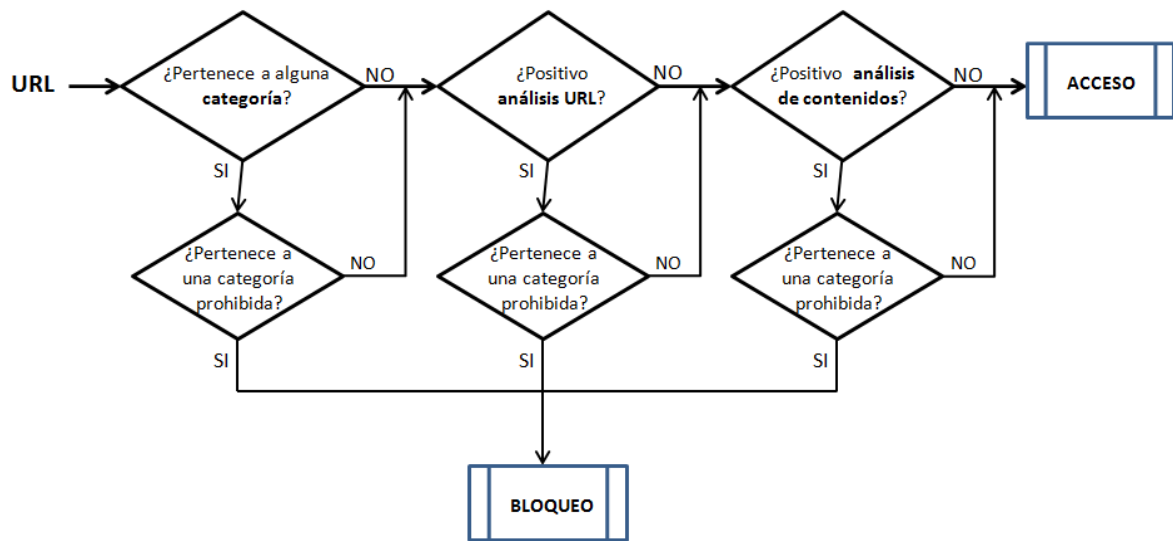 URL
¿Pertenece a alguna
categoría?
NO
¿Positivo
análisis URL?
NO
¿Positivo análisis
de contenidos?
NO
ACCESO
SI
SI
SI
¿Pertenece a
una categoría
prohibida?
NO
¿Pertenece a
una categoría
prohibida?
NO
¿Pertenece a
una categoría
prohibida?
NO
SI
SI
SI
BLOQUEO